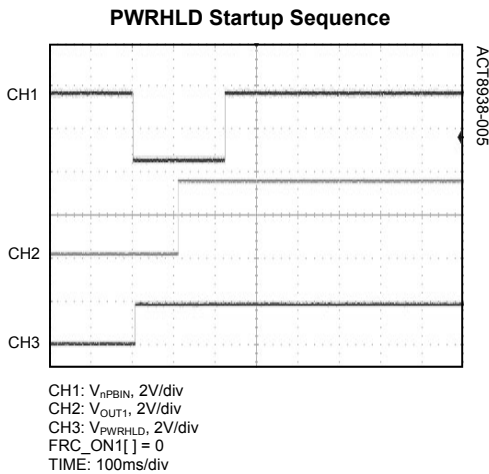 PWRHLD Startup Sequence
ACT8938-005
CH1
CH2
CH3
CH1: VnPBIN, 2V/div
CH2: VOUT1, 2V/div
CH3: VPWRHLD, 2V/div
FRC_ON1[ ] = 0
TIME: 100ms/div